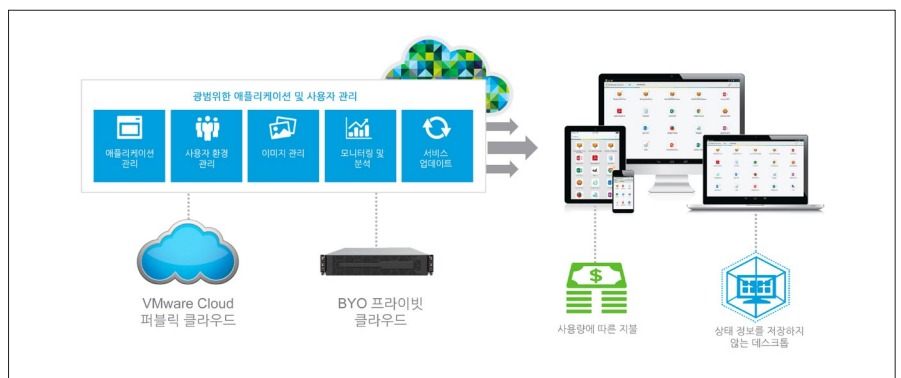 광범위한 애플리케이션 및 사용자 관리
애플리케이션
관리
사용자 환경
관리
이미지 관리
모니터링 및
분석
서비스
업데이트
VMware Cloud
퍼블릭 클라우드
BYO 프라이빗
클라우드
$
사용량에 따른 지불
상태 정보를 저장하지
않는 데스크톱